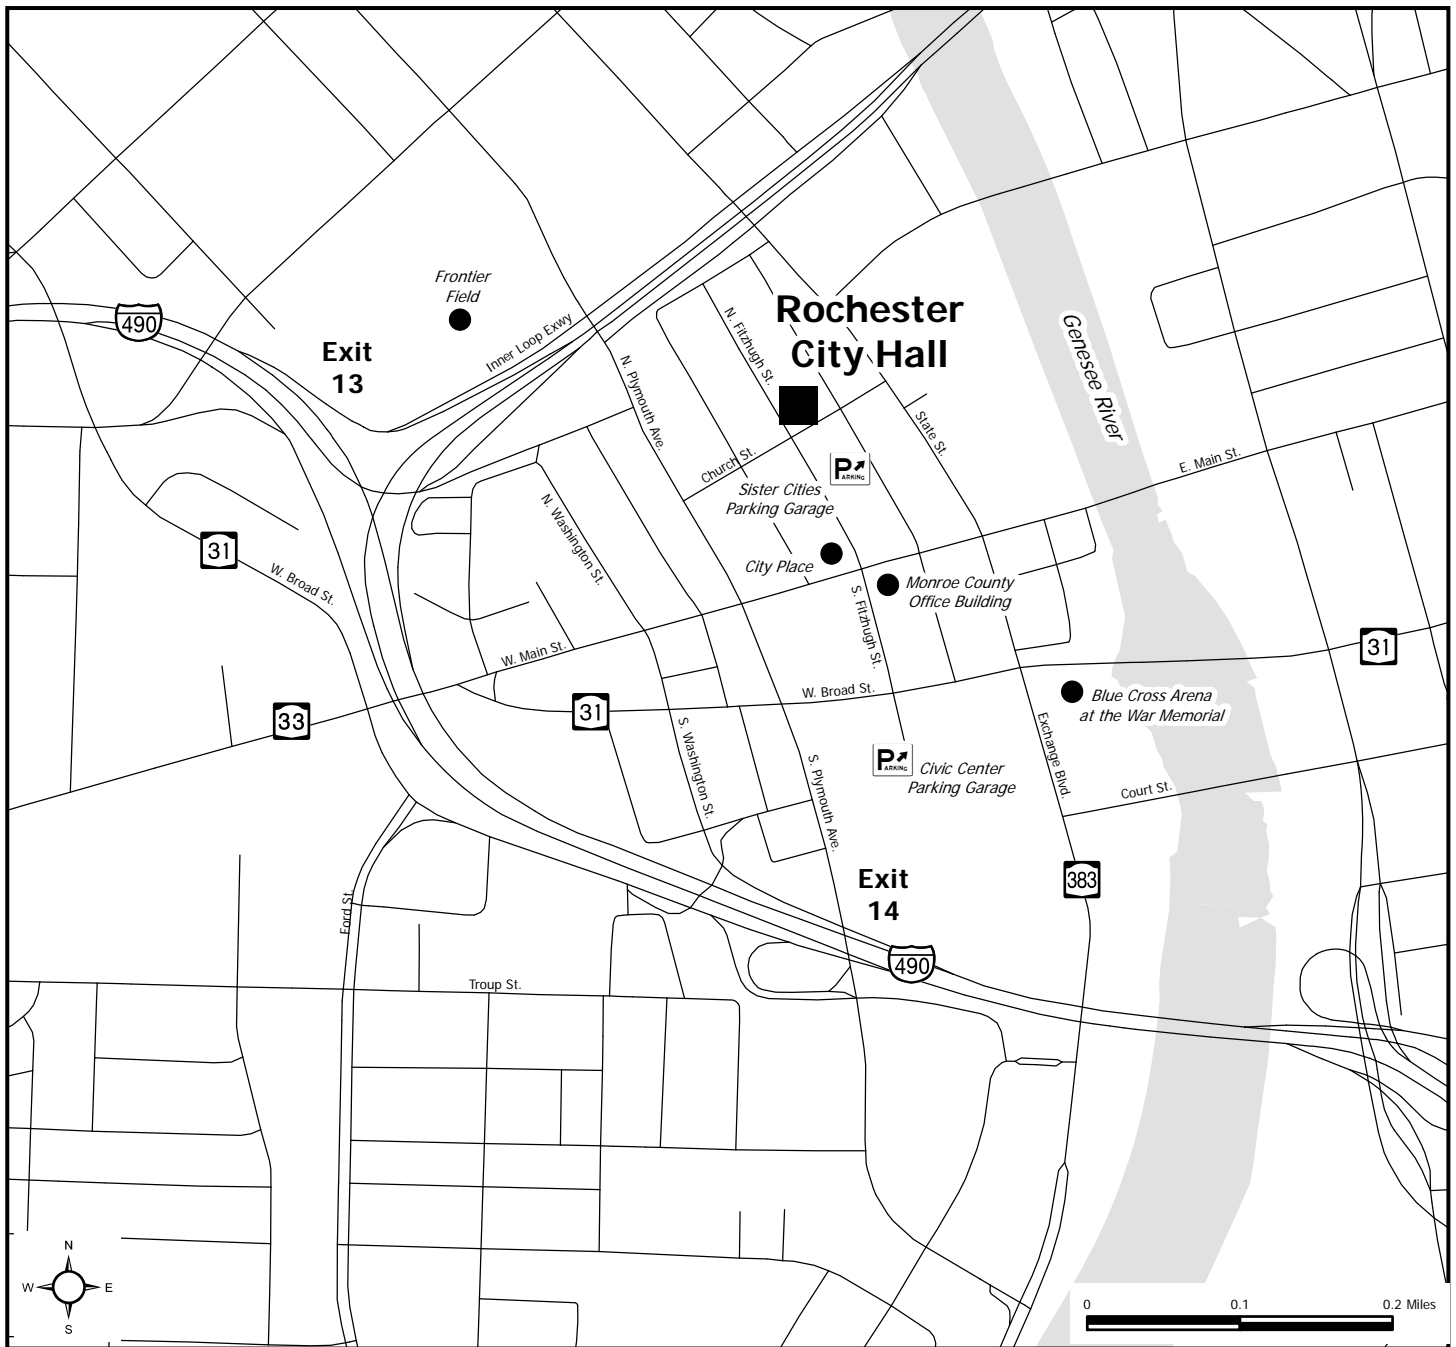 Frontier
Field
490
Exit
13
Inner Loop Exwy
Rochester
City Hall
N. Fitzhugh St.
N. Plymouth Ave.
State St.
Genesee River
Church St.
E. Main St.
P
ARKING
Sister Cities
Parking Garage
N. Washington St.
31
W. Broad St.
City Place
Monroe County
Office Building
S. Fitzhugh St.
W. Main St.
31
W. Broad St.
33
31
Blue Cross Arena
at the War Memorial
S. Washington St.
Exchange Blvd.
P
ARKING
Civic Center
Parking Garage
Court St.
S. Plymouth Ave.
Exit
14
383
Ford St.
490
Troup St.
N
W
E
S
0
0.1
0.2 Miles